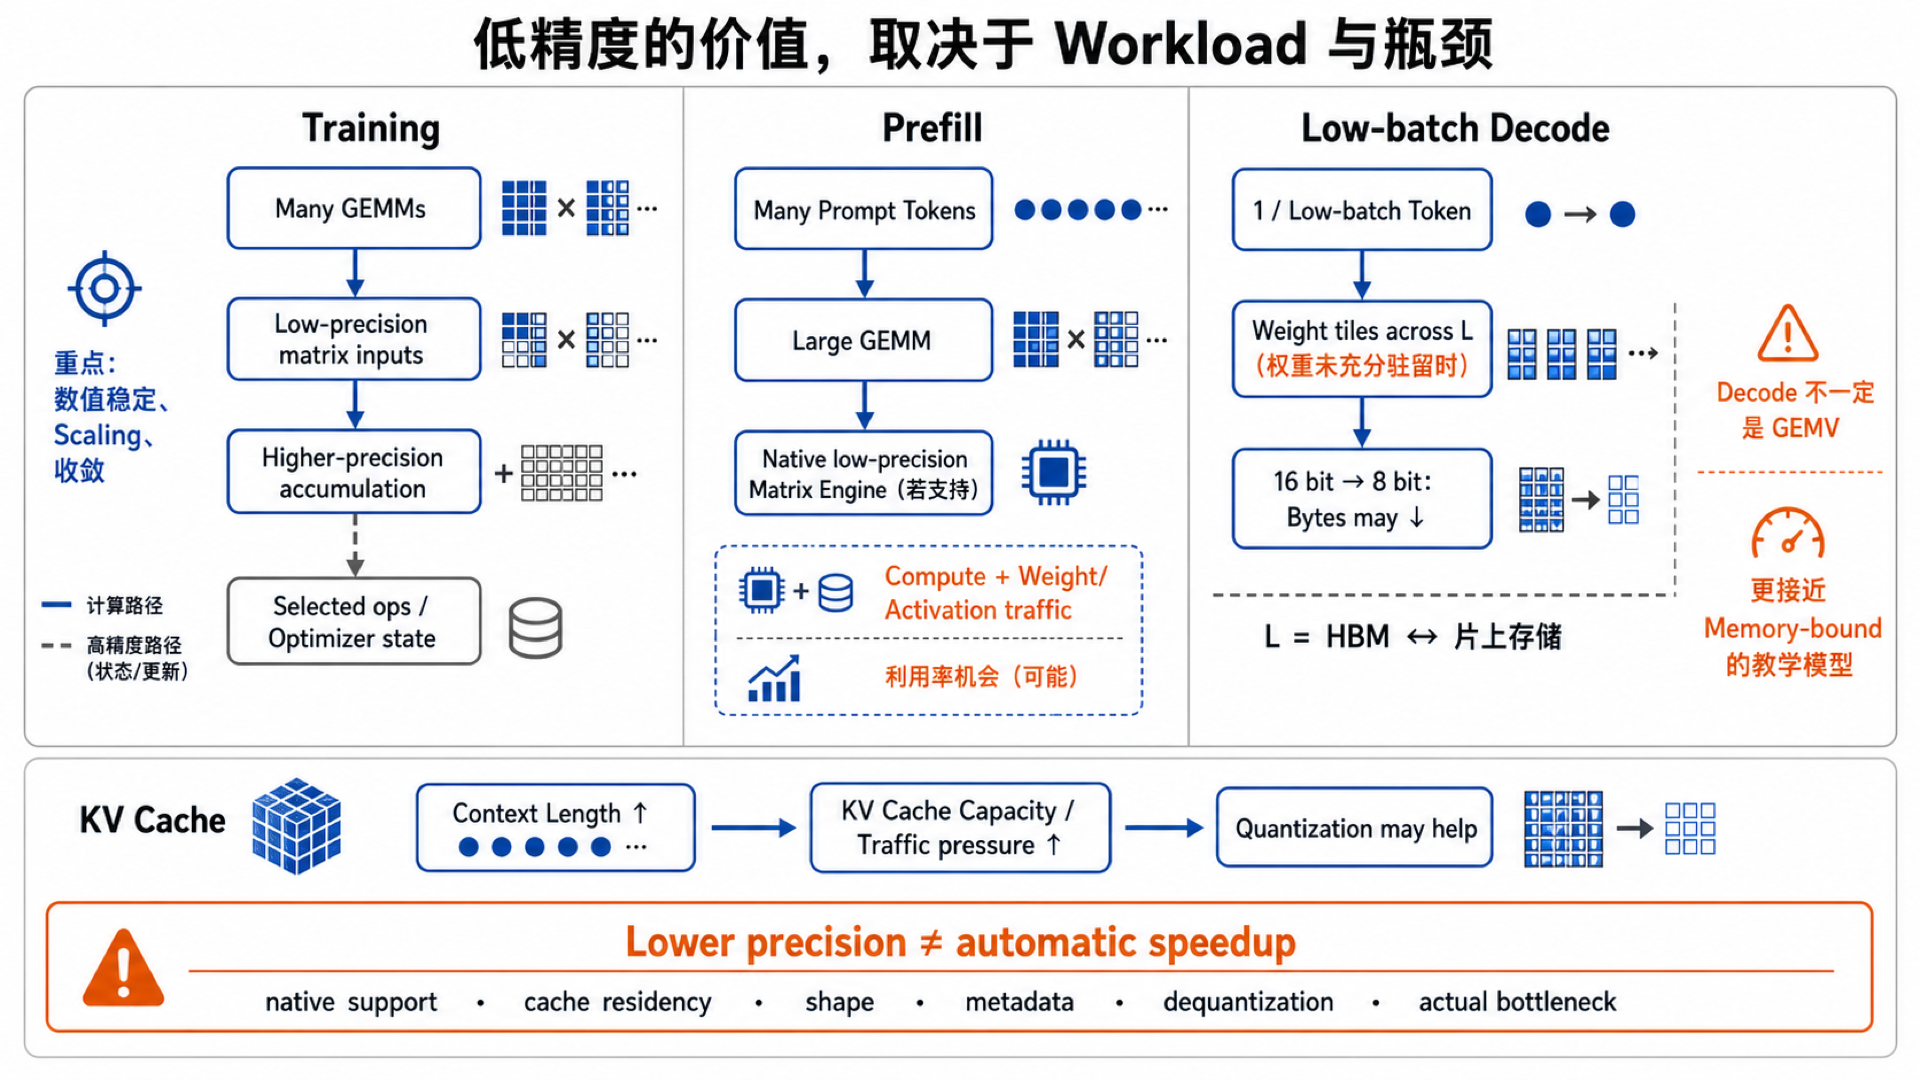 低精度的价值，取决于 Workload 与瓶颈
Training
Many GEMMs
Low-precision
matrix inputs
Higher-precision
accumulation
Selected ops /
Optimizer state
重点：
数值稳定、
Scaling、
收敛
计算路径
高精度路径
(状态/更新)
Prefill
Many Prompt Tokens
Large GEMM
Native low-precision
Matrix Engine (若支持)
Compute + Weight/
Activation traffic
利用率机会（可能）
Low-batch Decode
1 / Low-batch Token
Weight tiles across L
（权重未充分驻留时）
16 bit → 8 bit:
Bytes may ↓
L = HBM ↔ 片上存储
Decode 不一定
是 GEMV
更接近
Memory-bound
的教学模型
KV Cache
Context Length ↑
KV Cache Capacity /
Traffic pressure ↑
Quantization may help
Lower precision ≠ automatic speedup
native support • cache residency • shape • metadata • dequantization • actual bottleneck